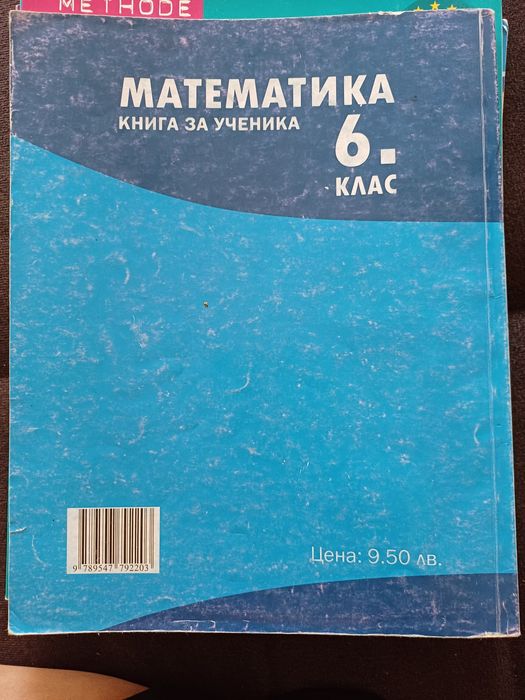 METHODE
МАТЕМАТИКА
КНИГА ЗА УЧЕНИКА
6.
КЛАС
9 789547 792203
Цена: 9.50 лв.